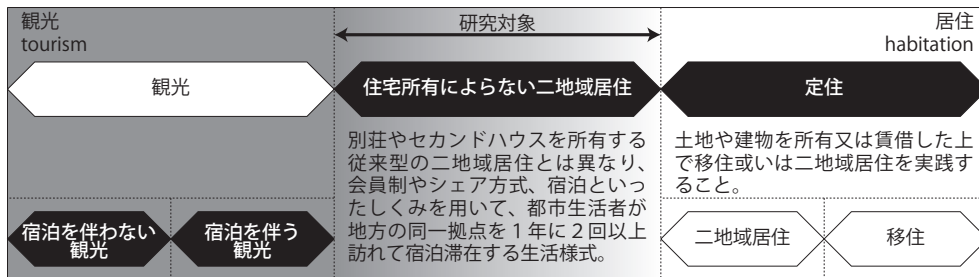 観光
tourism
研究対象
居住
habitation
観光
住宅所有によらない二地域居住
定住
別荘やセカンドハウスを所有する
従来型の二地域居住とは異なり、
会員制やシェア方式、宿泊といっ
たしくみを用いて、都市生活者が
地方の同一拠点を1年に2回以上
訪れて宿泊滞在する生活様式。
土地や建物を所有又は賃借した上
で移住或いは二地域居住を実践す
ること。
宿泊を伴わない
観光
宿泊を伴う
観光
二地域居住
移住